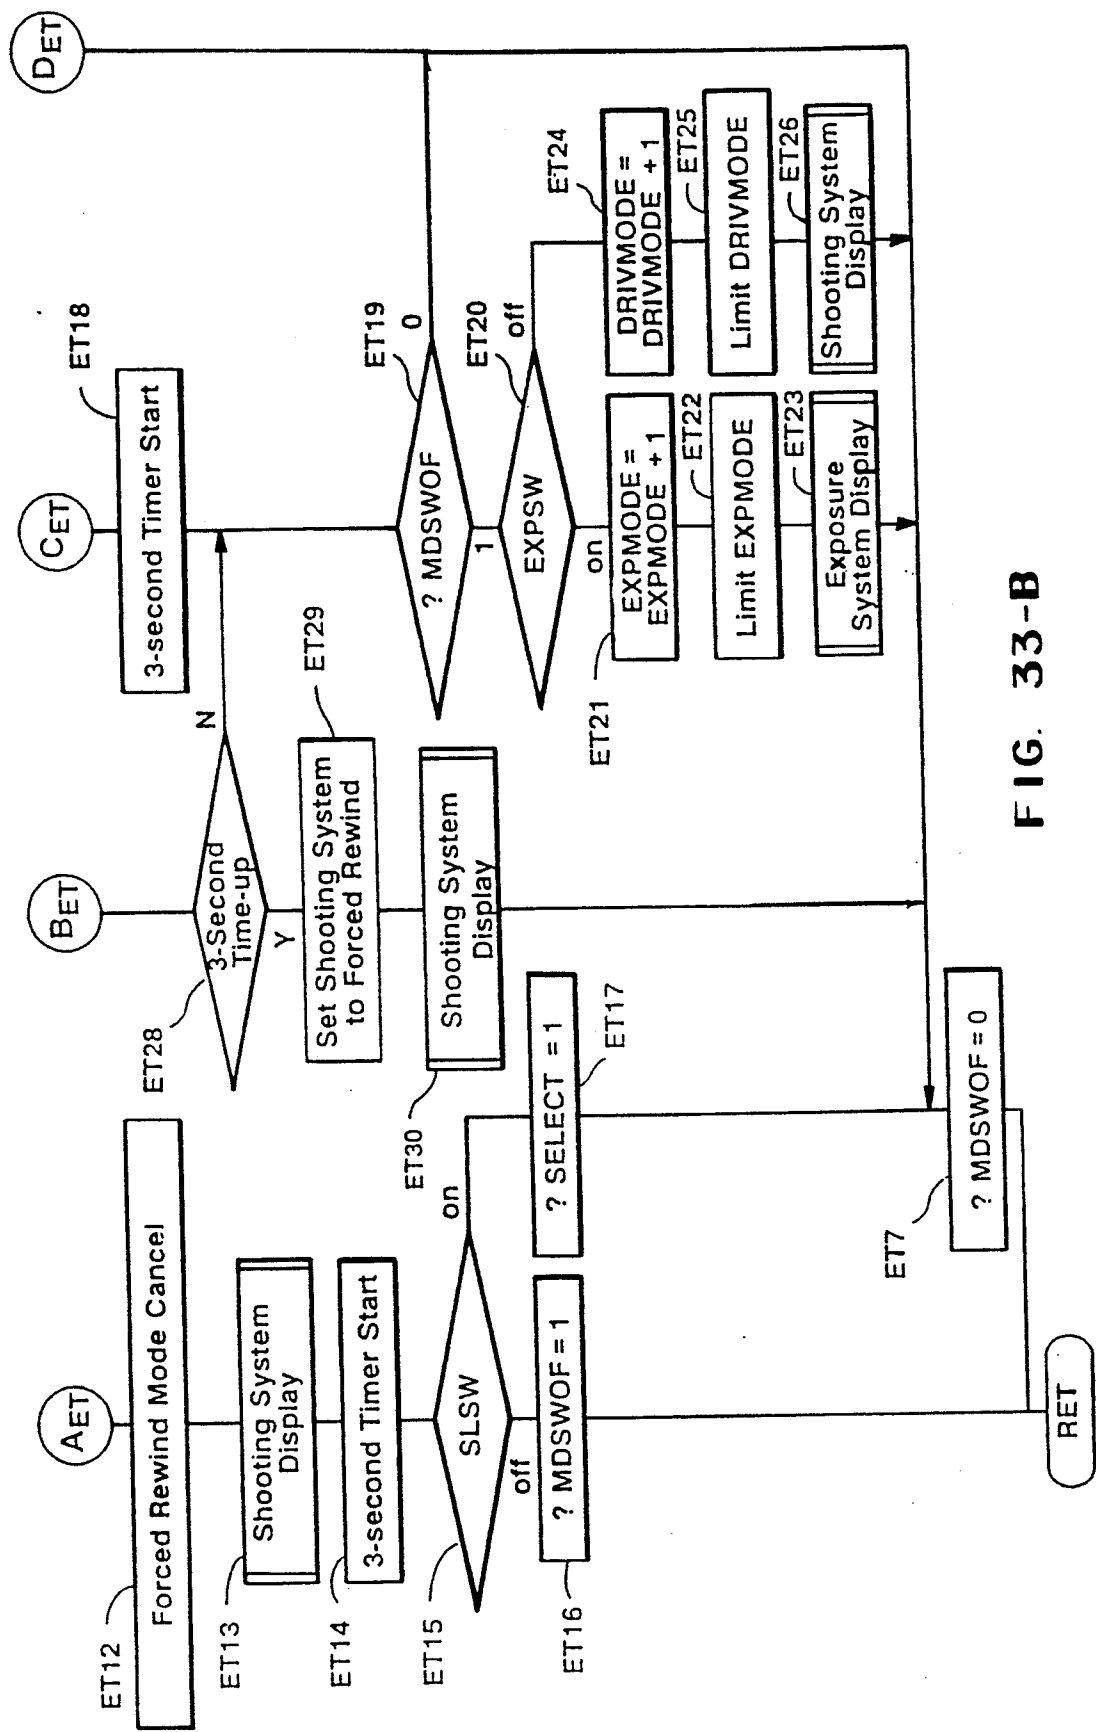 AET
ET12
Forced Rewind Mode Cancel
ET13
Shooting System
Display
ET14
3-second Timer Start
ET15
SLSW
on
off
ET16
? MDSWOF = 1
? SELECT = 1
ET17
BET
ET28
3-Second
Time-up
N
Y
Set Shooting System
to Forced Rewind
ET29
ET30
Shooting System
Display
CET
ET18
3-second Timer Start
? MDSWOF
ET19
0
1
EXPSW
ET20
off
on
ET21
EXPMODE =
EXPMODE + 1
ET22
Limit EXPMODE
ET23
Exposure
System Display
ET24
DRIVMODE =
DRIVMODE + 1
ET25
Limit DRIVMODE
ET26
Shooting System
Display
DET
ET7
? MDSWOF = 0
RET
FIG. 33-B